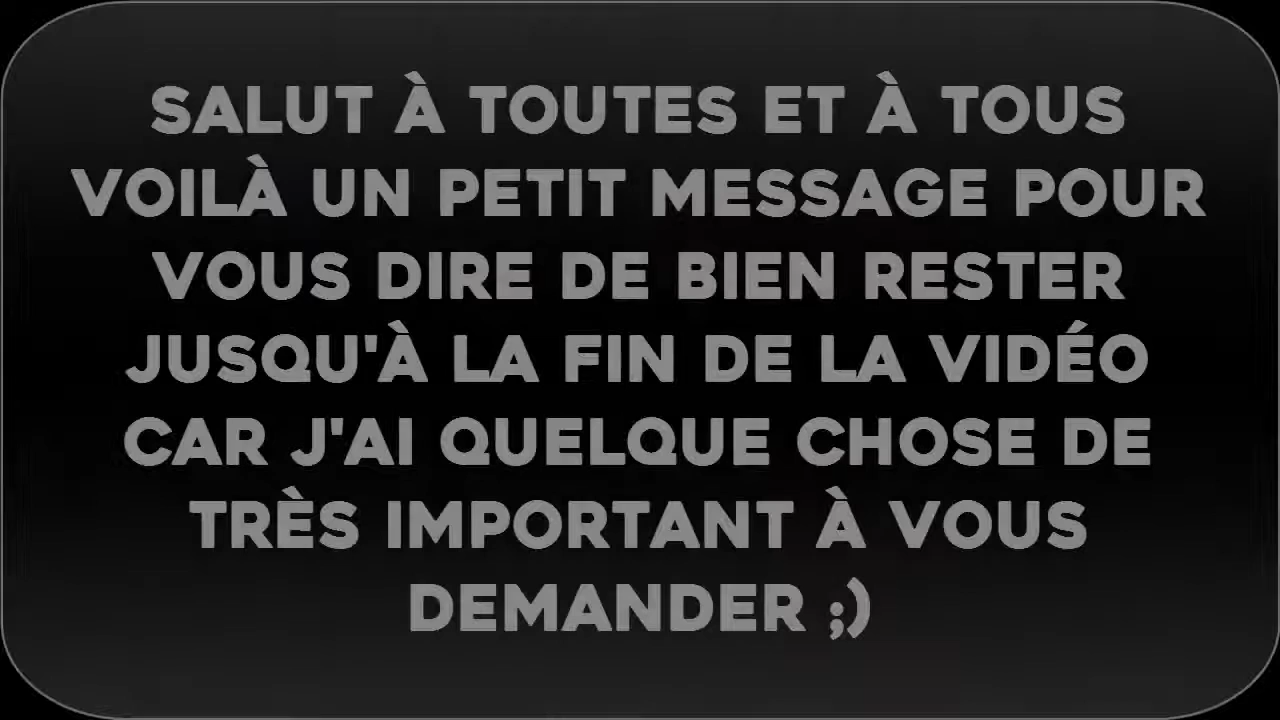 SALUT À TOUTES ET À TOUS
VOILÀ UN PETIT MESSAGE POUR
VOUS DIRE DE BIEN RESTER
JUSQU'À LA FIN DE LA VIDÉO
CAR J'AI QUELQUE CHOSE DE
TRÈS IMPORTANT À VOUS
DEMANDER ;)